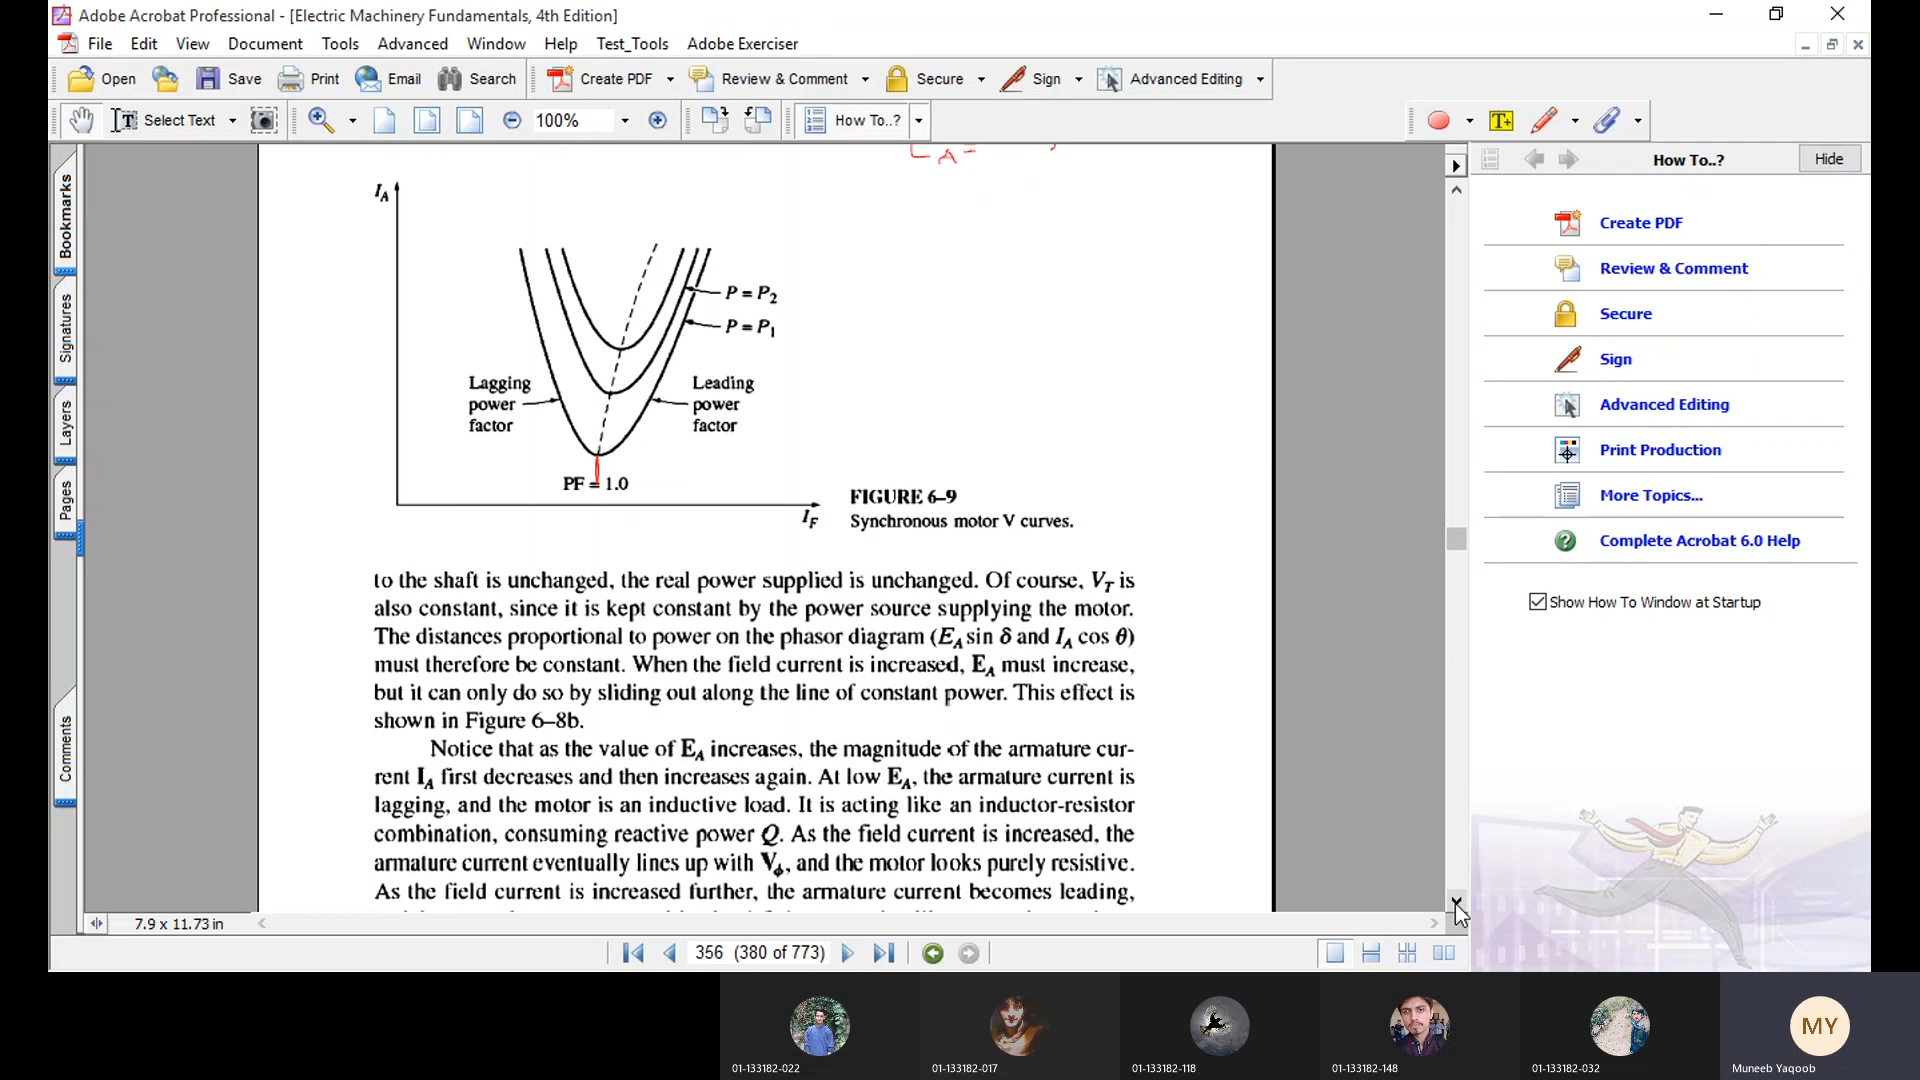 Adobe Acrobat Professional - [Electric Machinery Fundamentals, 4th Edition]
File Edit View Document Tools Advanced Window Help Test_Tools Adobe Exerciser
Open Save Print Email Search Create PDF Review & Comment Secure Sign Advanced Editing
Select Text 100% How To..? T+
How To..? Hide
Bookmarks
Signatures
Layers
Pages
Comments
Create PDF
Review & Comment
Secure
Sign
Advanced Editing
Print Production
More Topics...
Complete Acrobat 6.0 Help
Show How To Window at Startup
I_A
P = P_2
P = P_1
Lagging
power
factor
Leading
power
factor
PF = 1.0
I_F
FIGURE 6–9
Synchronous motor V curves.
to the shaft is unchanged, the real power supplied is unchanged. Of course, V_T is
also constant, since it is kept constant by the power source supplying the motor.
The distances proportional to power on the phasor diagram (E_A sin δ and I_A cos θ)
must therefore be constant. When the field current is increased, E_A must increase,
but it can only do so by sliding out along the line of constant power. This effect is
shown in Figure 6–8b.
Notice that as the value of E_A increases, the magnitude of the armature cur-
rent I_A first decreases and then increases again. At low E_A, the armature current is
lagging, and the motor is an inductive load. It is acting like an inductor-resistor
combination, consuming reactive power Q. As the field current is increased, the
armature current eventually lines up with V_ϕ, and the motor looks purely resistive.
As the field current is increased further, the armature current becomes leading,
7.9 x 11.73 in
356 (380 of 773)
MY
01-133182-022
01-133182-017
01-133182-118
01-133182-148
01-133182-032
Muneeb Yaqoob